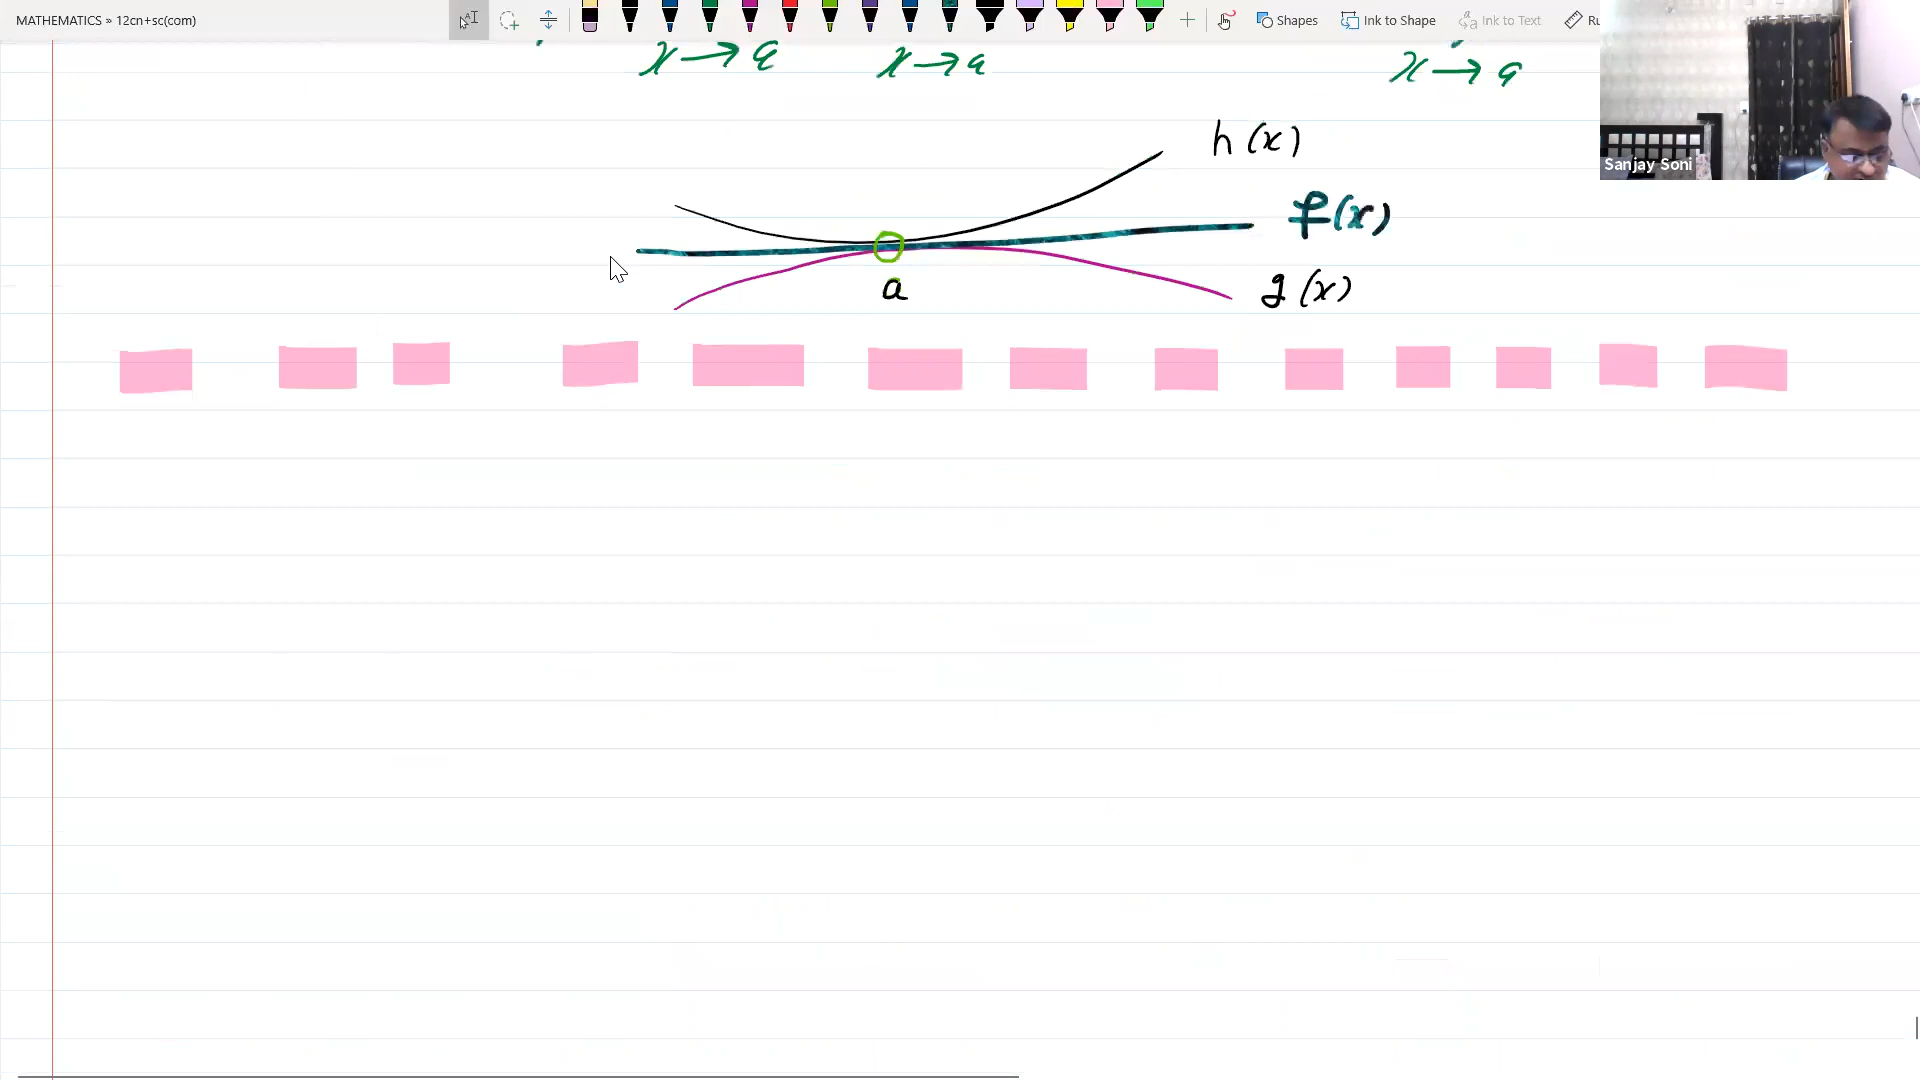 MATHEMATICS » 12cn+sc(com)
Shapes Ink to Shape Ink to Text
x → a x → a x → a
h(x)
Sanjay Soni
f(x)
a
g(x)